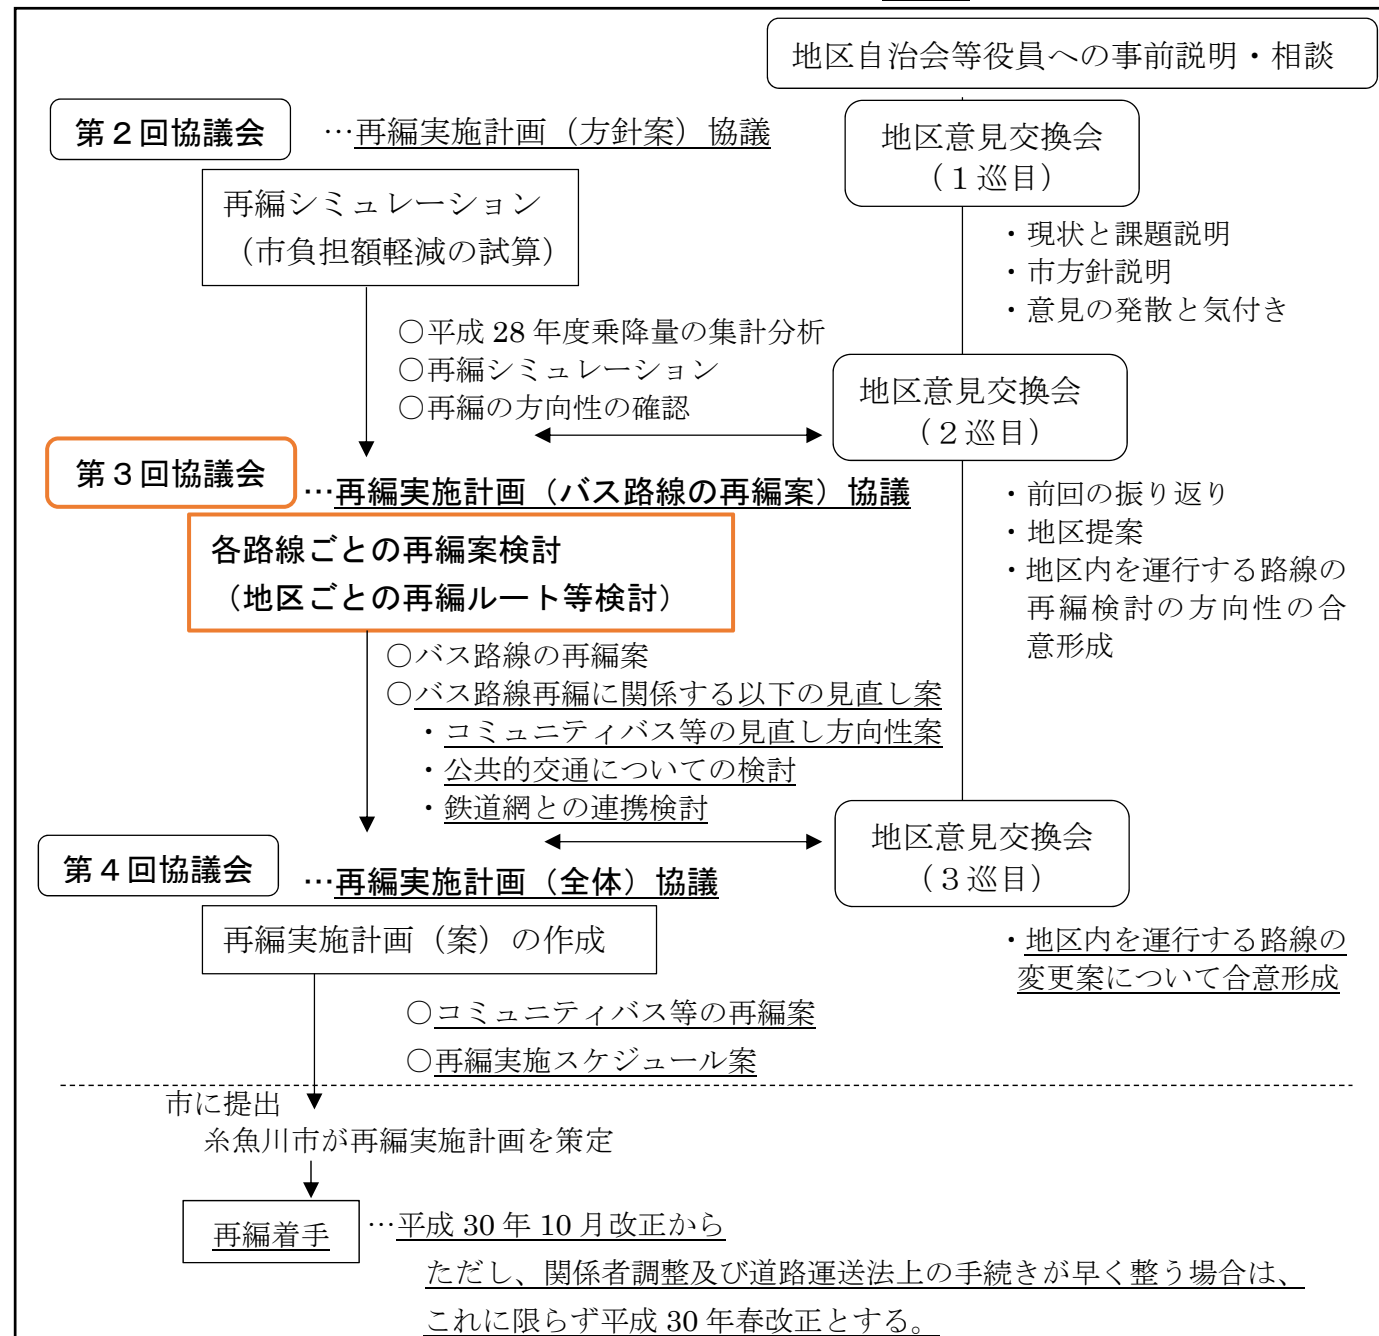 地区自治会等役員への事前説明・相談
第２回協議会
…再編実施計画（方針案）協議
地区意見交換会
（１巡目）
再編シミュレーション
（市負担額軽減の試算）
・現状と課題説明
・市方針説明
・意見の発散と気付き
○平成 28 年度乗降量の集計分析
○再編シミュレーション
○再編の方向性の確認
地区意見交換会
（２巡目）
第３回協議会
…再編実施計画（バス路線の再編案）協議
・前回の振り返り
・地区提案
・地区内を運行する路線の
再編検討の方向性の合
意形成
各路線ごとの再編案検討
（地区ごとの再編ルート等検討）
○バス路線の再編案
○バス路線再編に関係する以下の見直し案
・コミュニティバス等の見直し方向性案
・公共的交通についての検討
・鉄道網との連携検討
地区意見交換会
（３巡目）
第４回協議会
…再編実施計画（全体）協議
再編実施計画（案）の作成
・地区内を運行する路線の
変更案について合意形成
○コミュニティバス等の再編案
○再編実施スケジュール案
市に提出
糸魚川市が再編実施計画を策定
再編着手
…平成 30 年 10 月改正から
ただし、関係者調整及び道路運送法上の手続きが早く整う場合は、
これに限らず平成 30 年春改正とする。